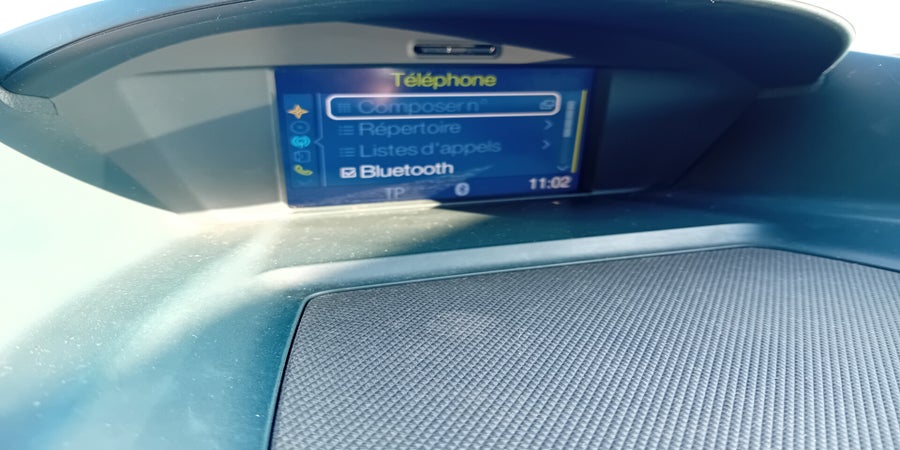 Téléphone
Composer n°
Répertoire
Listes d'appels
Bluetooth
TP 11:02